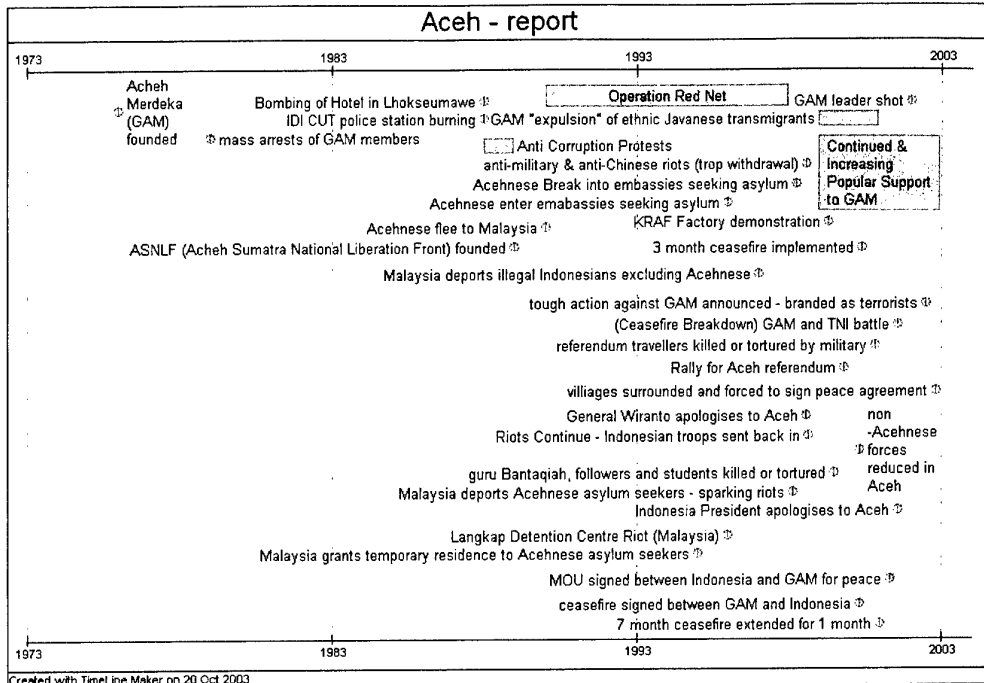 Aceh - report
1973 1983 1993 2003
Acheh
Merdeka
(GAM)
founded
Bombing of Hotel in Lhokseumawe
Operation Red Net
GAM leader shot
IDI CUT police station burning
GAM "expulsion" of ethnic Javanese transmigrants
mass arrests of GAM members
Anti Corruption Protests
Continued &
Increasing
Popular Support
to GAM
anti-military & anti-Chinese riots (trop withdrawal)
Acehnese Break into embassies seeking asylum
Acehnese enter emabassies seeking asylum
KRAF Factory demonstration
Acehnese flee to Malaysia
ASNLF (Acheh Sumatra National Liberation Front) founded
3 month ceasefire implemented
Malaysia deports illegal Indonesians excluding Acehnese
tough action against GAM announced - branded as terrorists
(Ceasefire Breakdown) GAM and TNI battle
referendum travellers killed or tortured by military
Rally for Aceh referendum
villiages surrounded and forced to sign peace agreement
General Wiranto apologises to Aceh
non
-Acehnese
forces
reduced in
Aceh
Riots Continue - Indonesian troops sent back in
guru Bantaqiah, followers and students killed or tortured
Malaysia deports Acehnese asylum seekers - sparking riots
Indonesia President apologises to Aceh
Langkap Detention Centre Riot (Malaysia)
Malaysia grants temporary residence to Acehnese asylum seekers
MOU signed between Indonesia and GAM for peace
ceasefire signed between GAM and Indonesia
7 month ceasefire extended for 1 month
1973 1983 1993 2003
Created with TimeLine Maker on 20 Oct 2003